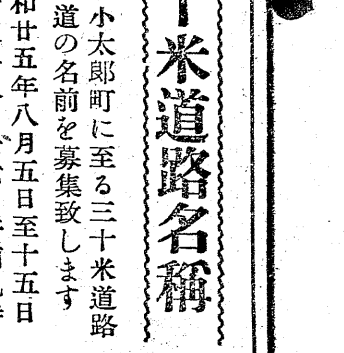 十米道路名稱
小太郎町に至る三十米道路
道の名前を募集致します
和廿五年八月五日至十五日